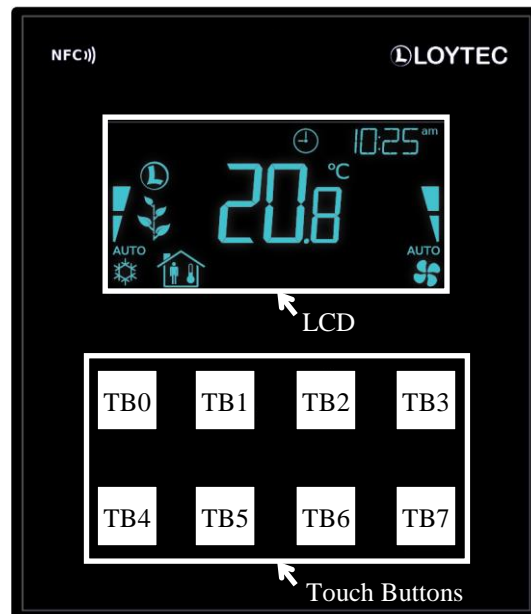 NFC
LOYTEC
10:25 am
20.8 °C
AUTO AUTO
LCD
TB0 TB1 TB2 TB3
TB4 TB5 TB6 TB7
Touch Buttons